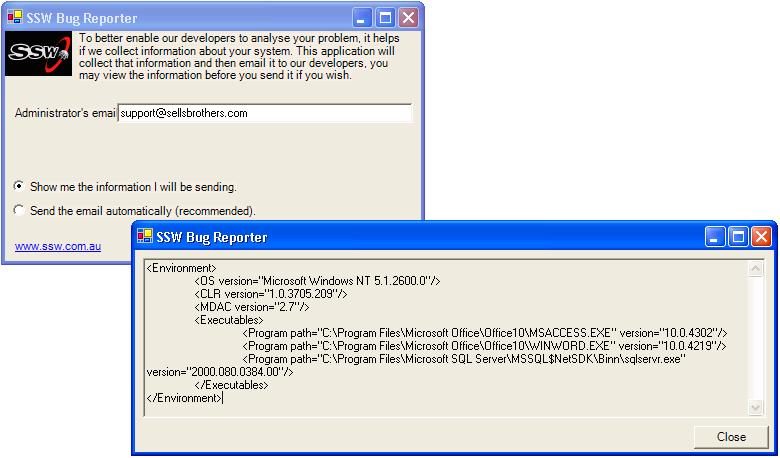 SSW Bug Reporter
SSW
To better enable our developers to analyse your problem, it helps
if we collect information about your system. This application will
collect that information and then email it to our developers, you
may view the information before you send it if you wish.
Administrator's emai support@sellsbrothers.com
Show me the information I will be sending.
Send the email automatically (recommended).
www.ssw.com.au
SSW Bug Reporter
<Environment>
<OS version="Microsoft Windows NT 5.1.2600.0"/>
<CLR version="1.0.3705.209"/>
<MDAC version="2.7"/>
<Executables>
<Program path="C:\Program Files\Microsoft Office\Office10\MSACCESS.EXE" version="10.0.4302"/>
<Program path="C:\Program Files\Microsoft Office\Office10\WINWORD.EXE" version="10.0.4219"/>
<Program path="C:\Program Files\Microsoft SQL Server\MSSQL$NetSDK\Binn\sqlservr.exe"
version="2000.080.0384.00"/>
</Executables>
</Environment>
Close